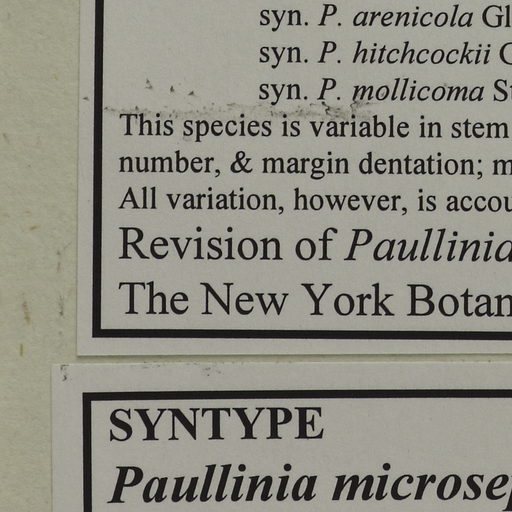 syn. P. arenicola Gl
syn. P. hitchcockii
syn. P. mollicoma
This species is variable in stem
number, & margin dentation;
All variation, however, is
Revision of Paullinia
The New York
SYNTYPE
Paullinia